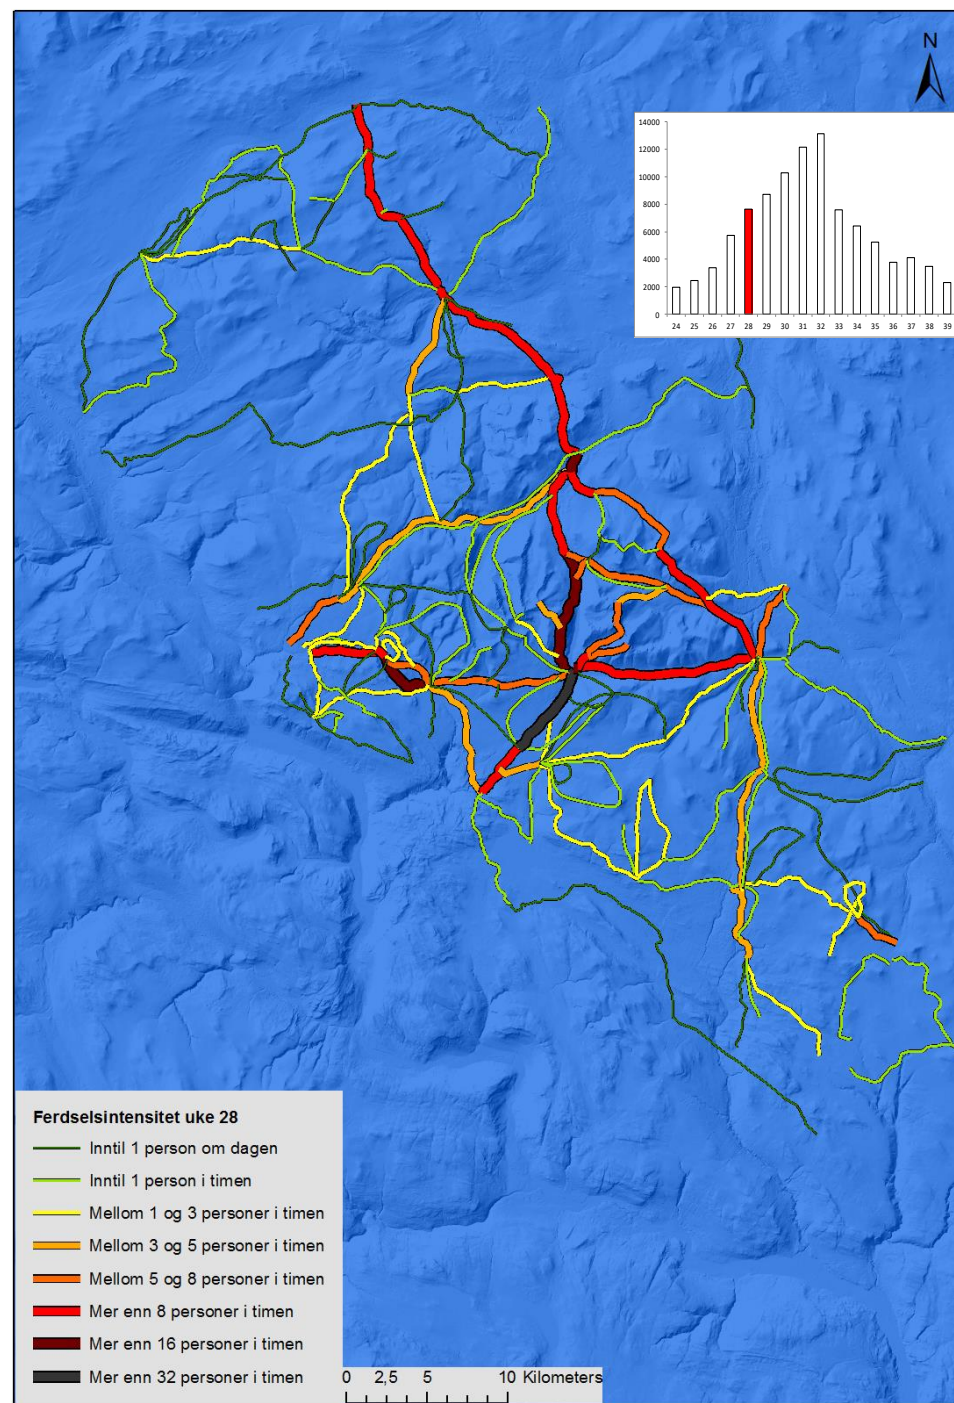 N
14000
12000
10000
8000
6000
4000
2000
0
24 25 26 27 28 29 30 31 32 33 34 35 36 37 38 39
Ferdselsintensitet uke 28
Inntil 1 person om dagen
Inntil 1 person i timen
Mellom 1 og 3 personer i timen
Mellom 3 og 5 personer i timen
Mellom 5 og 8 personer i timen
Mer enn 8 personer i timen
Mer enn 16 personer i timen
Mer enn 32 personer i timen
0 2,5 5 10 Kilometers